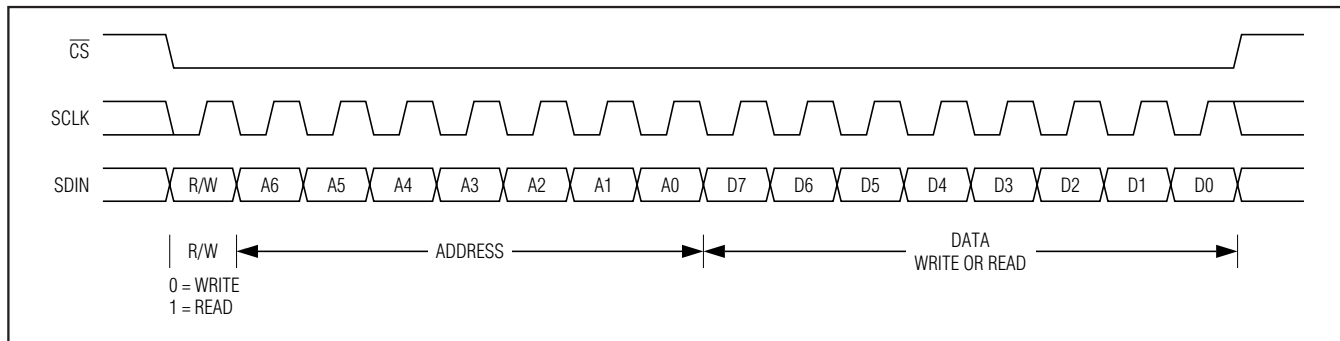 CS
SCLK
SDIN R/W A6 A5 A4 A3 A2 A1 A0 D7 D6 D5 D4 D3 D2 D1 D0
R/W ADDRESS DATA
WRITE OR READ
0 = WRITE
1 = READ